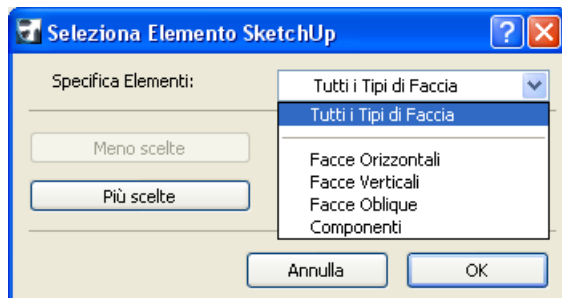 Seleziona Elemento SketchUp
Specifica Elementi: Tutti i Tipi di Faccia
Tutti i Tipi di Faccia
Meno scelte
Facce Orizzontali
Facce Verticali
Più scelte
Facce Oblique
Componenti
Annulla OK